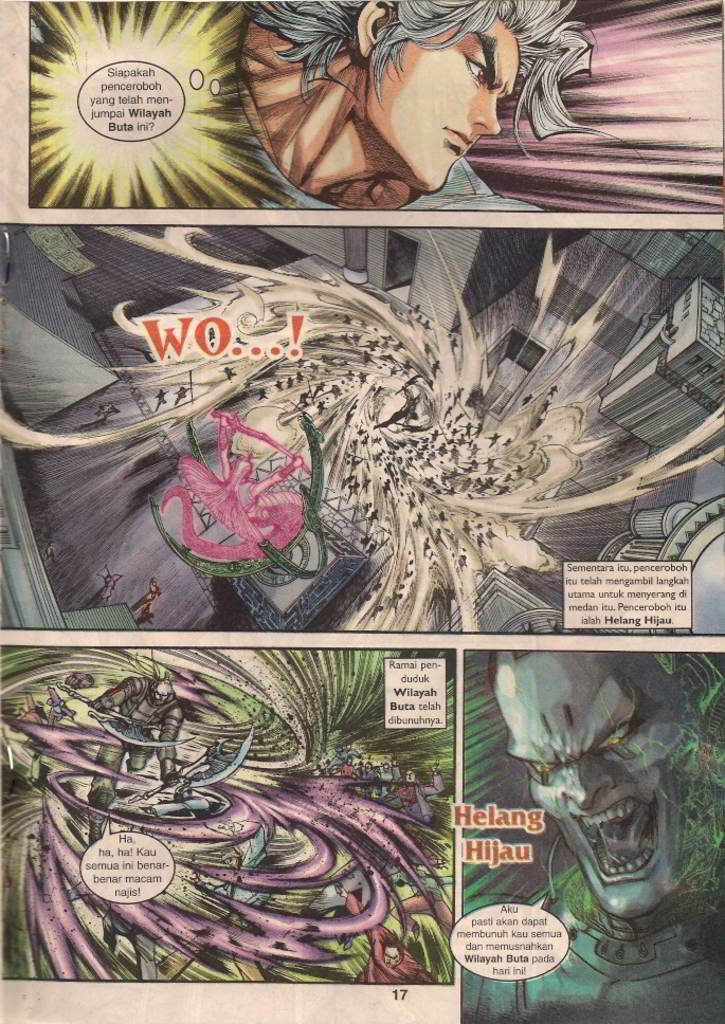 Siapakah
penceroboh
yang telah men-
jumpai Wilayah
Buta ini?
WO....!
Sementara itu, penceroboh
itu telah mengambil langkah
utama untuk menyerang di
medan itu. Penceroboh itu
ialah Helang Hijau.
Ramai pen-
duduk
Wilayah
Buta telah
dibunuhnya.
Ha,
ha, ha! Kau
semua ini benar-
benar macam
najis!
Helang
Hijau
Aku
pasti akan dapat
membunuh kau semua
dan memusnahkan
Wilayah Buta pada
hari ini!
17